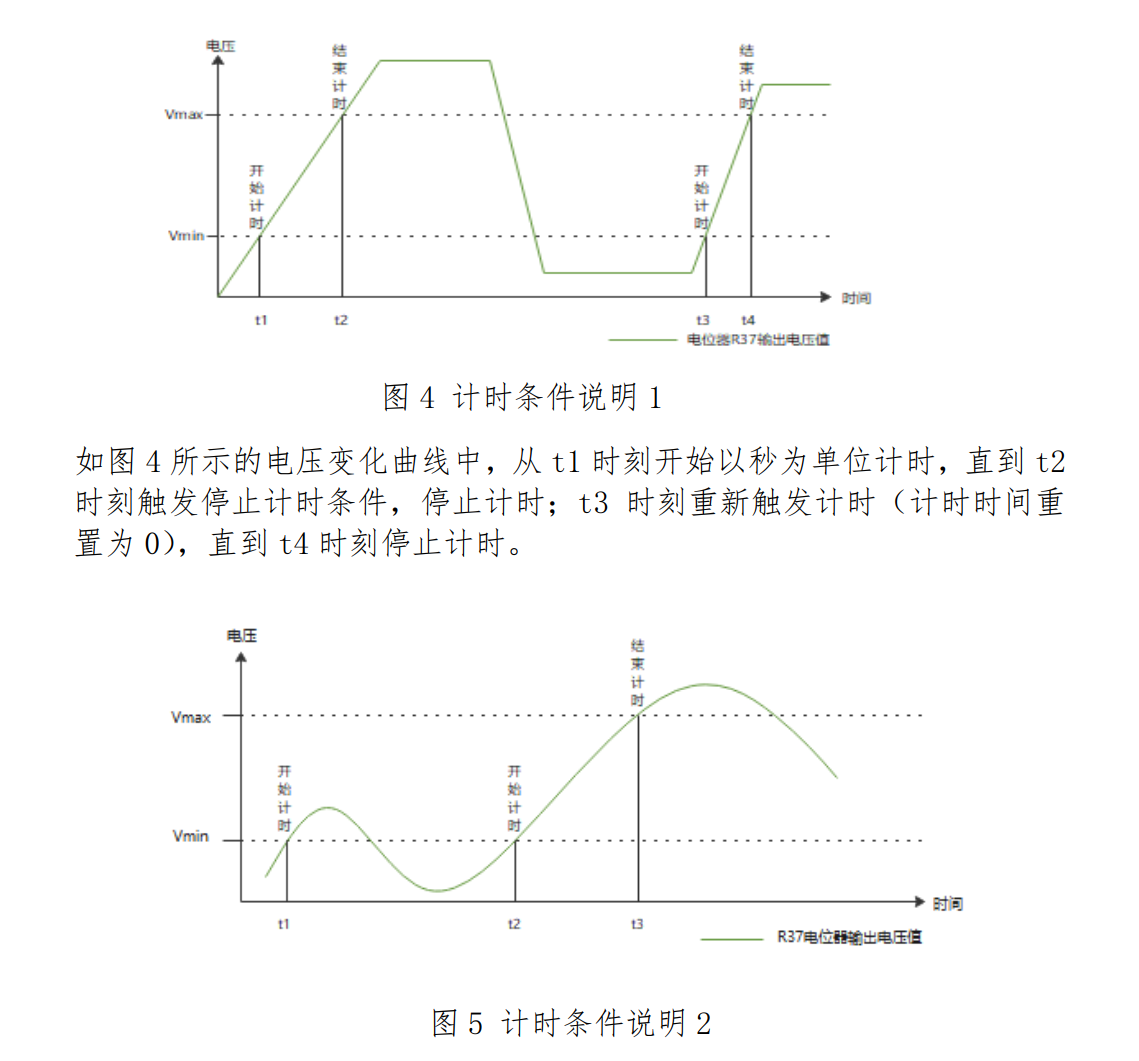 电压
结束计时
结束计时
Vmax
开始计时
开始计时
Vmin
时间
t1
t2
t3
t4
电位器R37输出电压值
图 4 计时条件说明 1
如图 4 所示的电压变化曲线中，从 t1 时刻开始以秒为单位计时，直到 t2
时刻触发停止计时条件，停止计时；t3 时刻重新触发计时（计时时间重
置为 0），直到 t4 时刻停止计时。
电压
结束计时
Vmax
开始计时
开始计时
Vmin
时间
t1
t2
t3
R37电位器输出电压值
图 5 计时条件说明 2